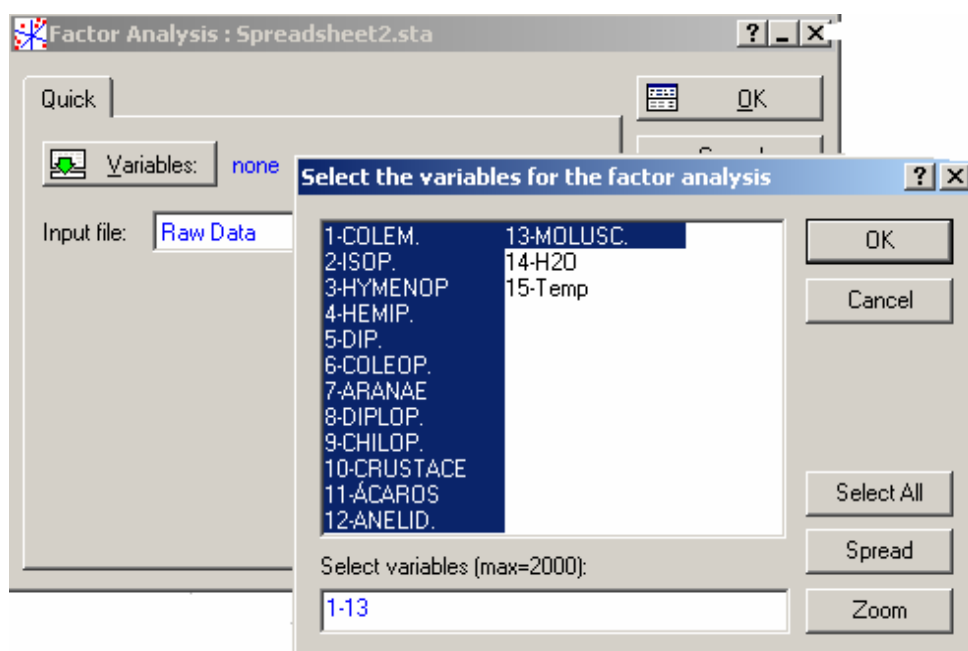 Factor Analysis : Spreadsheet2.sta
Quick
OK
Variables: none
Input file: Raw Data
Select the variables for the factor analysis
1-COLEM.
2-ISOP.
3-HYMENOP
4-HEMIP.
5-DIP.
6-COLEOP.
7-ARANAE
8-DIPLOP.
9-CHILOP.
10-CRUSTACE
11-ÁCAROS
12-ANELID.
13-MOLUSC.
14-H2O
15-Temp
OK
Cancel
Select All
Spread
Zoom
Select variables (max=2000):
1-13